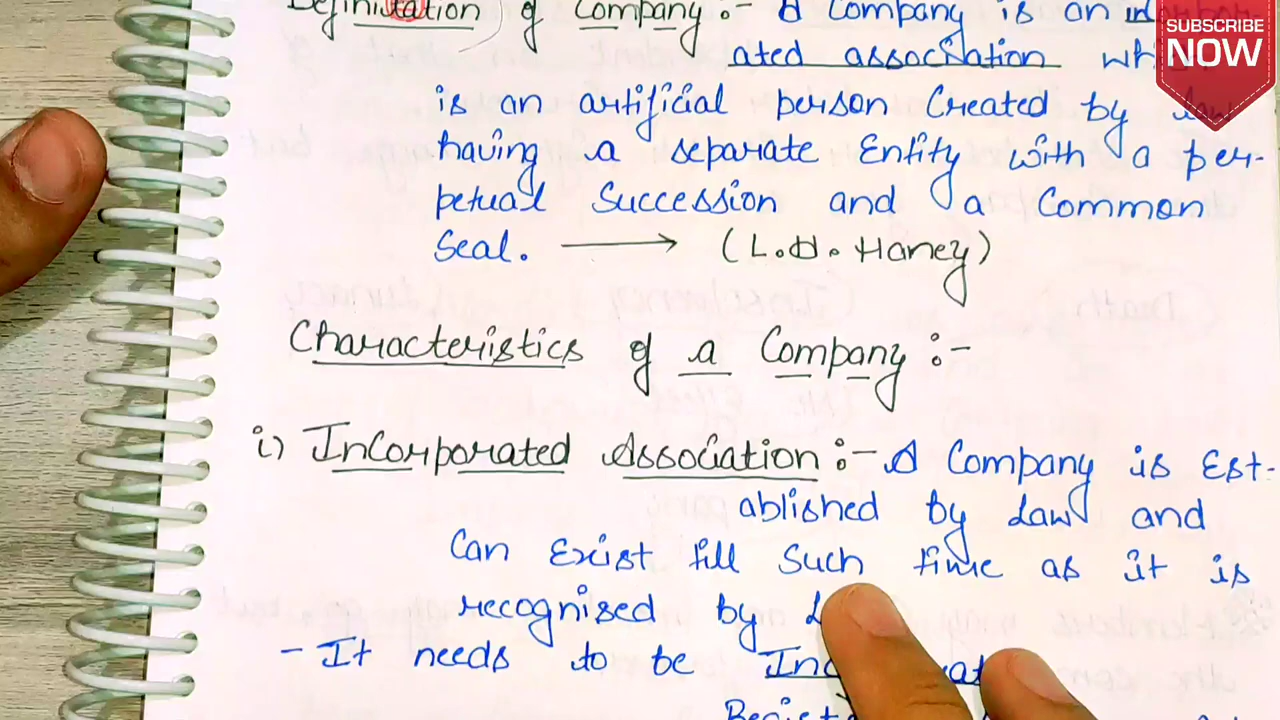 of Company :- A Company is an
ated association
is an artificial person Created by law
having a separate Entity with a per-
petual Succession and a Common
Seal. → (L.H. Haney)
Characteristics of a Company :-
i) Incorporated Association :- A Company is Est-
ablished by Law and
Can Exist till Such time as it is
recognised by
- It needs to be
SUBSCRIBE
NOW